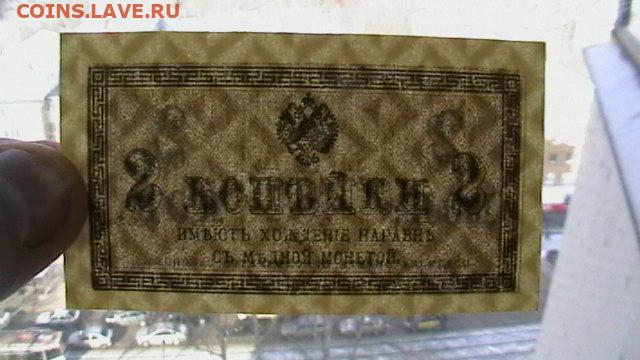 COINS.LAVE.RU
2 КОПѢЙКИ 2
ИМѢЮТЪ ХОЖДЕНІЕ НАРАВНѢ
СЪ МѢДНОЙ МОНЕТОЙ.